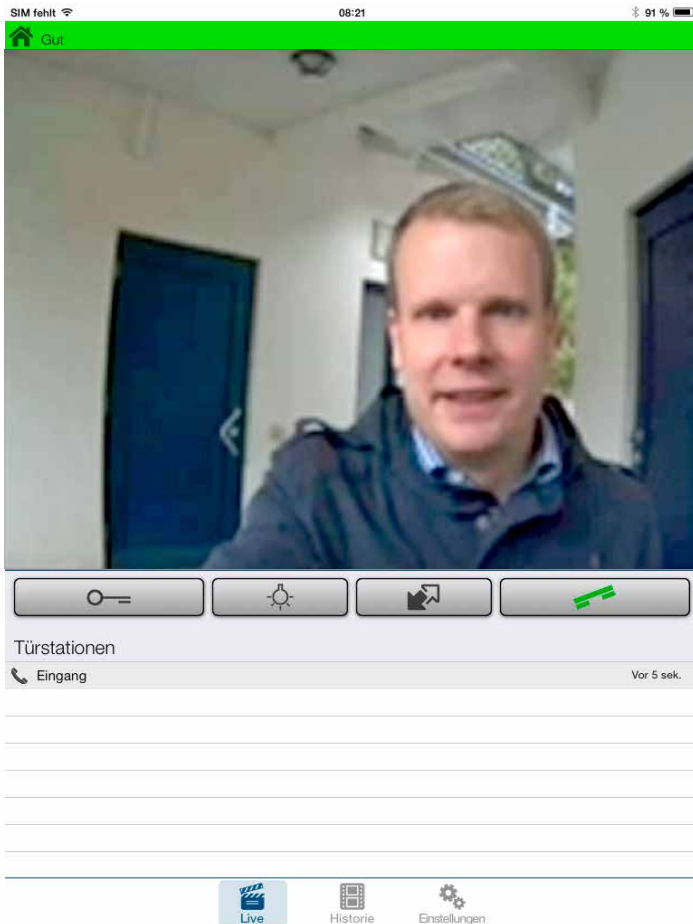 SIM fehlt 08:21 91 %
Gut
Türstationen
Eingang Vor 5 sek.
Live Historie Einstellungen